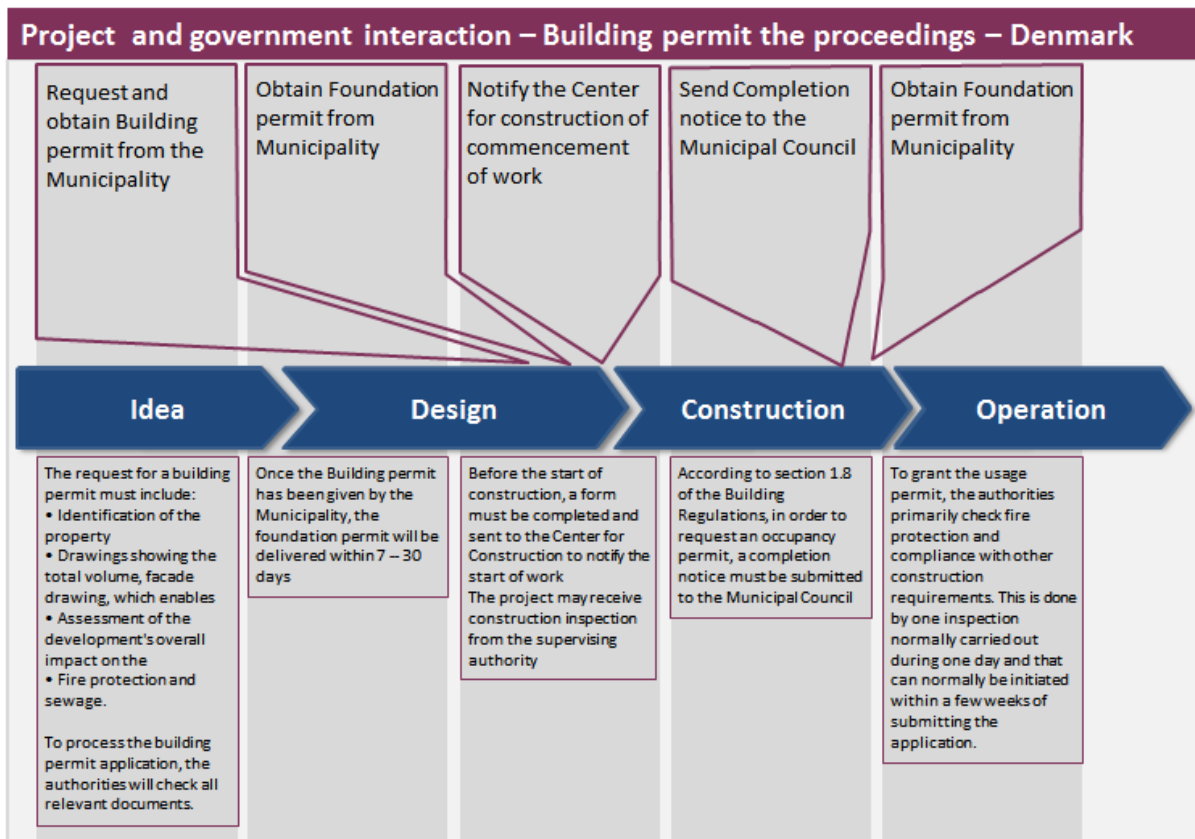 Project and government interaction – Building permit the proceedings – Denmark
Request and
obtain Building
permit from the
Municipality
Obtain Foundation
permit from
Municipality
Notify the Center
for construction of
commencement
of work
Send Completion
notice to the
Municipal Council
Obtain Foundation
permit from
Municipality
Idea
Design
Construction
Operation
The request for a building
permit must include:
• Identification of the
property
• Drawings showing the
total volume, facade
drawing, which enables
• Assessment of the
development's overall
impact on the
• Fire protection and
sewage.
To process the building
permit application, the
authorities will check all
relevant documents.
Once the Building permit
has been given by the
Municipality, the
foundation permit will be
delivered within 7 – 30
days
Before the start of
construction, a form
must be completed and
sent to the Center for
Construction to notify the
start of work
The project may receive
construction inspection
from the supervising
authority
According to section 1.8
of the Building
Regulations, in order to
request an occupancy
permit, a completion
notice must be submitted
to the Municipal Council
To grant the usage
permit, the authorities
primarily check fire
protection and
compliance with other
construction
requirements. This is done
by one inspection
normally carried out
during one day and that
can normally be initiated
within a few weeks of
submitting the
application.